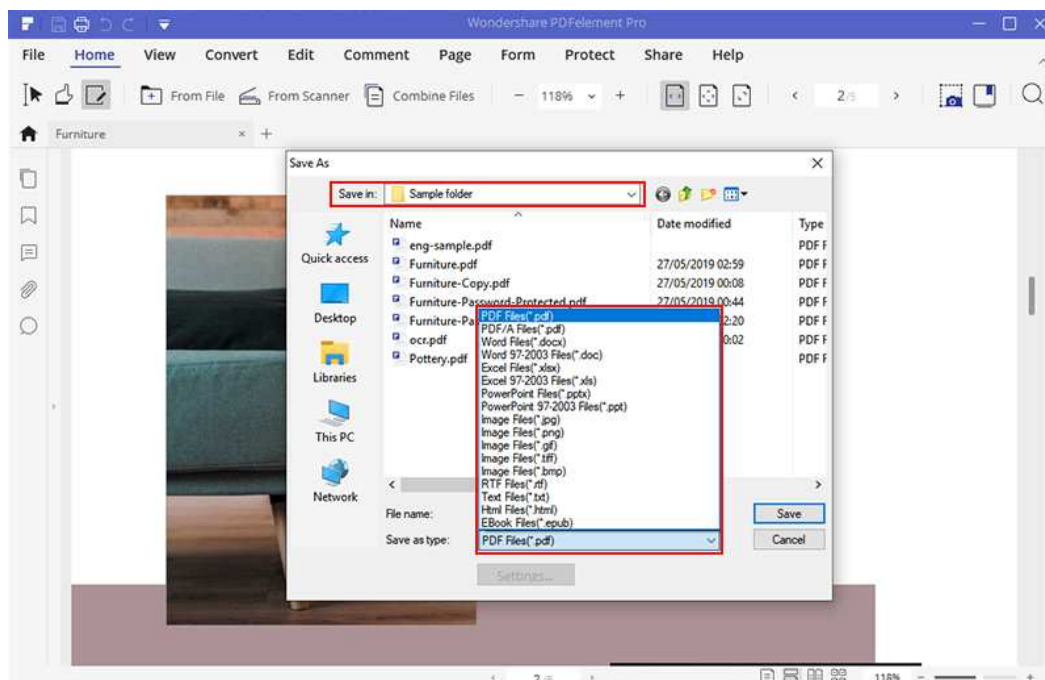 Wondershare PDFelement Pro
File Home View Convert Edit Comment Page Form Protect Share Help
From File From Scanner Combine Files - 118% + 2/5
Furniture × +
Save As
Save in: Sample folder
Name Date modified Type
Quick access
Desktop
Libraries
This PC
Network
eng-sample.pdf PDF F
Furniture.pdf 27/05/2019 02:59 PDF F
Furniture-Copy.pdf 27/05/2019 00:08 PDF F
Furniture-Password-Protected.pdf 27/05/2019 00:44 PDF F
Furniture-Pa 2:20 PDF F
ocr.pdf 0:02 PDF F
Pottery.pdf PDF F
PDF Files(*.pdf)
PDF/A Files(*.pdf)
Word Files(*.docx)
Word 97-2003 Files(*.doc)
Excel Files(*.xlsx)
Excel 97-2003 Files(*.xls)
PowerPoint Files(*.pptx)
PowerPoint 97-2003 Files(*.ppt)
Image Files(*.jpg)
Image Files(*.png)
Image Files(*.gif)
Image Files(*.tiff)
Image Files(*.bmp)
RTF Files(*.rtf)
Text Files(*.txt)
Html Files(*.html)
EBook Files(*.epub)
File name: Save
Save as type: PDF Files(*.pdf) Cancel
Settings...
118% - +